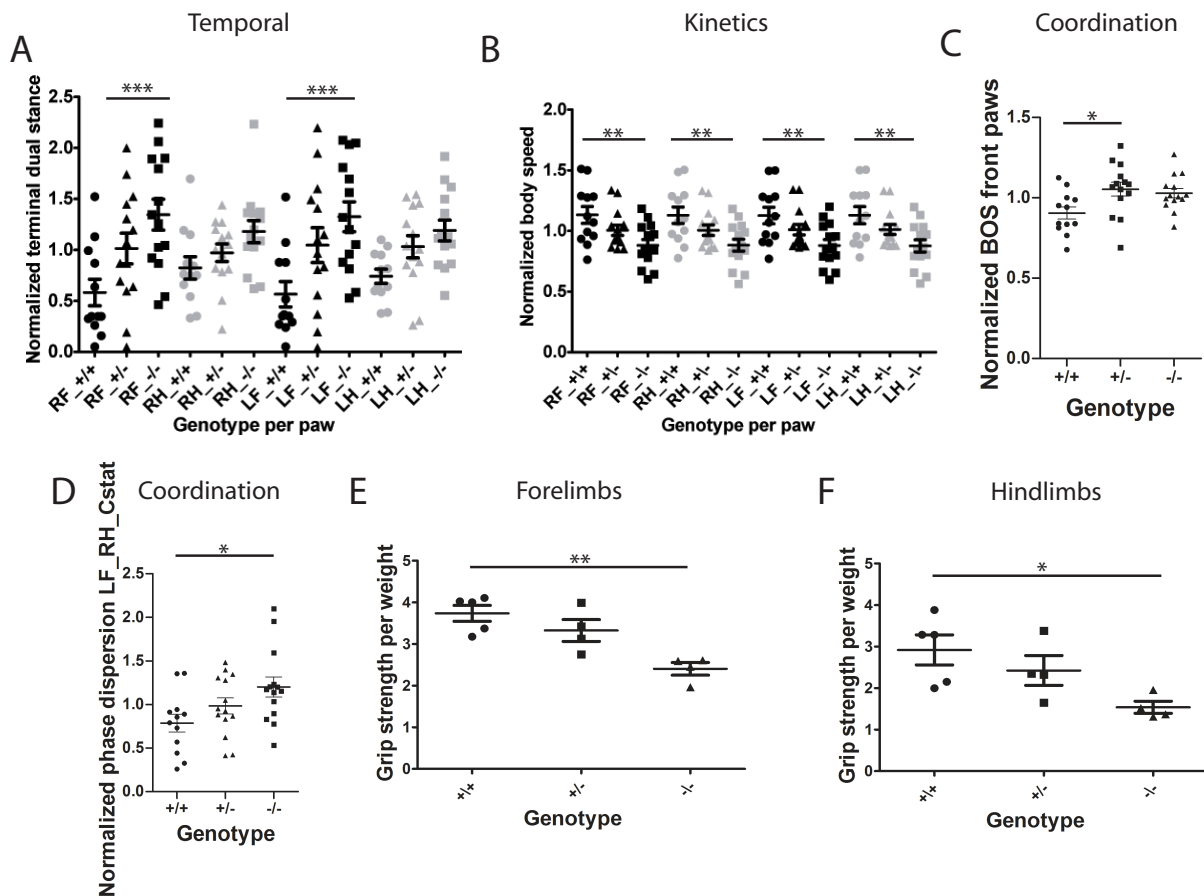 Temporal
A
Normalized terminal dual stance
2.5
2.0
1.5
1.0
0.5
0.0
***
***
RF_+/+
RF_+/-
RF_-/-
RH_+/+
RH_+/-
RH_-/-
LF_+/+
LF_+/-
LF_-/-
LH_+/+
LH_+/-
LH_-/-
Genotype per paw
Kinetics
B
Normalized body speed
2.0
1.5
1.0
0.5
0.0
**
**
**
**
RF_+\+
RF_+\-
RF_-\-
RH_+\+
RH_+\-
RH_-\-
LF_+\+
LF_+\-
LF_-\-
LH_+\+
LH_+\-
LH_-\-
Genotype per paw
Coordination
C
Normalized BOS front paws
1.5
1.0
0.5
0.0
*
+/+
+/-
-/-
Genotype
D
Coordination
Normalized phase dispersion LF_RH_Cstat
2.5
2.0
1.5
1.0
0.5
0.0
*
+/+
+/-
-/-
Genotype
E
Forelimbs
Grip strength per weight
5
4
3
2
1
0
**
+\+
+/-
-\-
Genotype
F
Hindlimbs
Grip strength per weight
5
4
3
2
1
0
*
+\+
+/-
-\-
Genotype